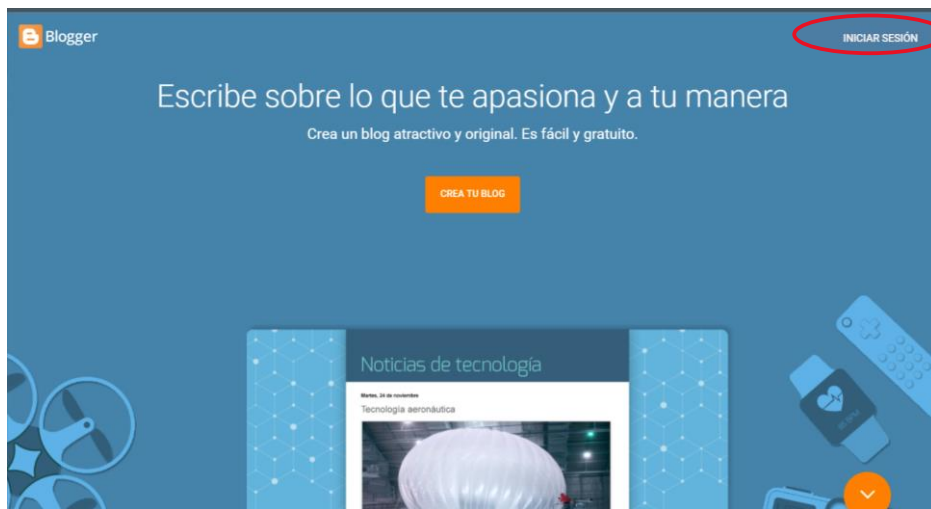 Blogger
INICIAR SESIÓN
Escribe sobre lo que te apasiona y a tu manera
Crea un blog atractivo y original. Es fácil y gratuito.
CREA TU BLOG
Noticias de tecnología
Martes, 24 de noviembre
Tecnología aeronáutica